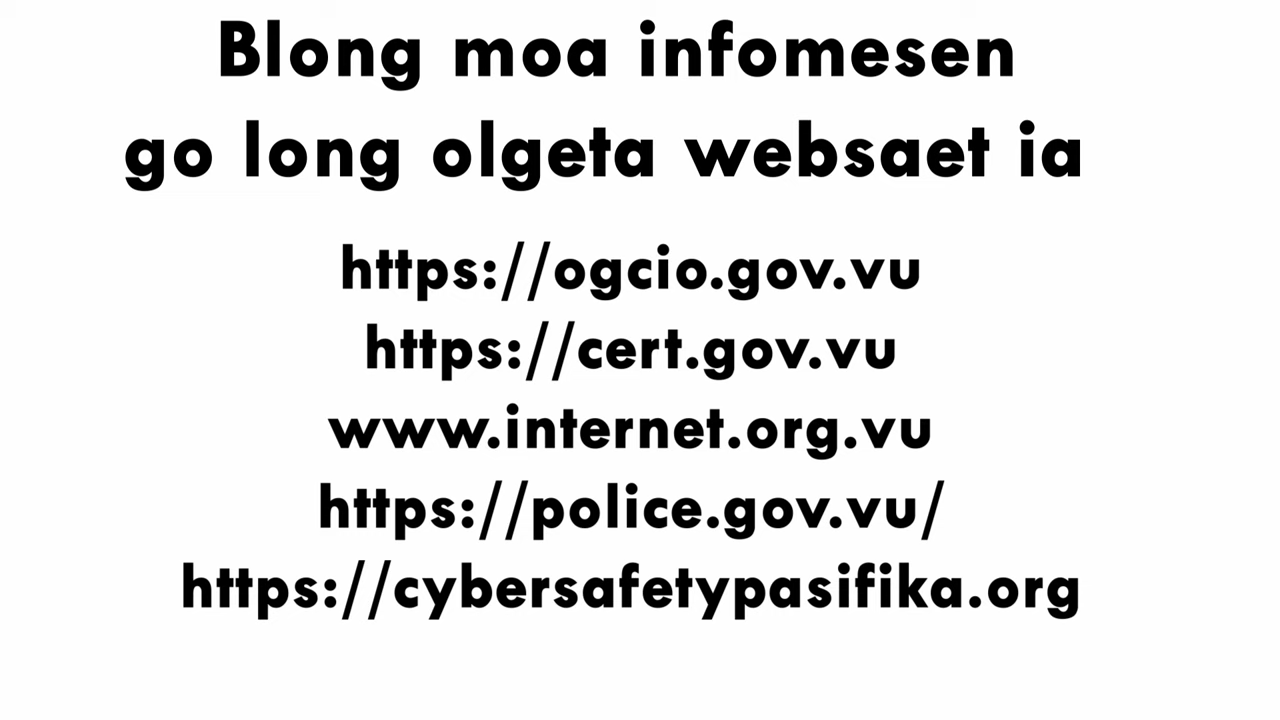 Blong moa infomesen
go long olgeta websaet ia
https://ogcio.gov.vu
https://cert.gov.vu
www.internet.org.vu
https://police.gov.vu/
https://cybersafetypasifika.org